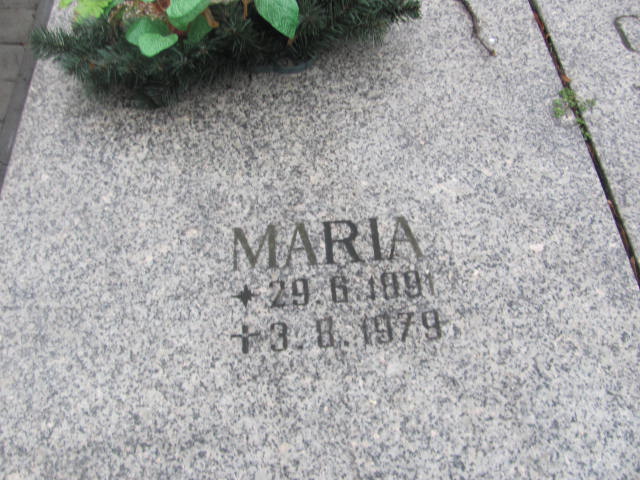 MARIA
✦ 29. 6. 1891
✝ 3. 8. 1979